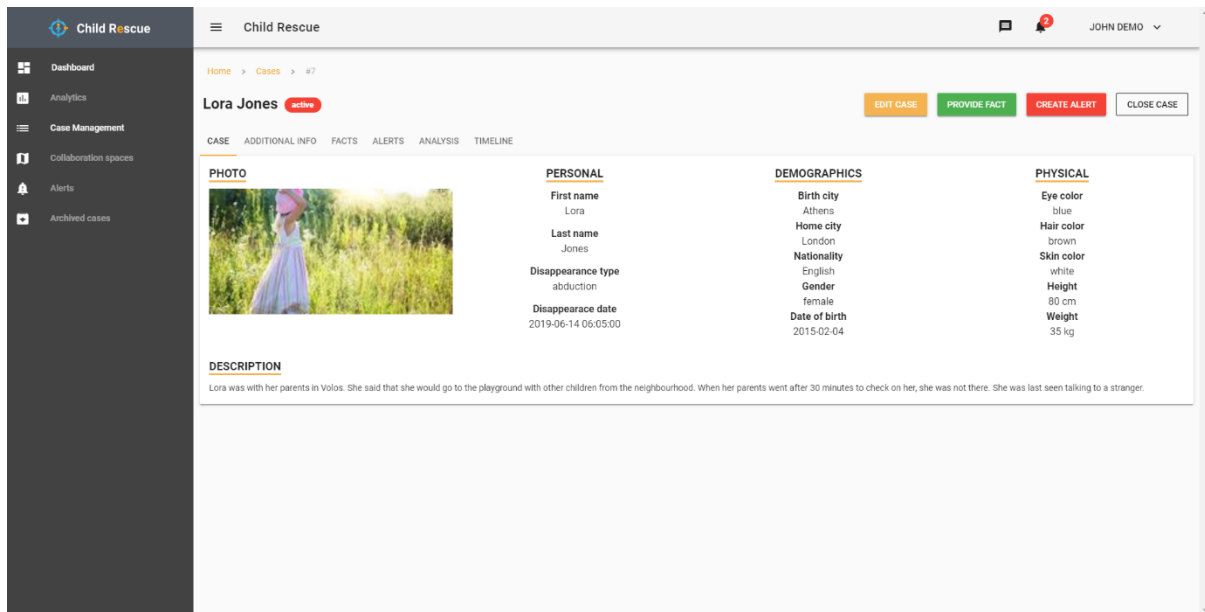 Child Rescue
Child Rescue
2
JOHN DEMO
Dashboard
Analytics
Case Management
Collaboration spaces
Alerts
Archived cases
Home > Cases > #7
Lora Jones active
EDIT CASE PROVIDE FACT CREATE ALERT CLOSE CASE
CASE ADDITIONAL INFO FACTS ALERTS ANALYSIS TIMELINE
PHOTO
PERSONAL
First name
Lora
Last name
Jones
Disappearance type
abduction
Disappearace date
2019-06-14 06:05:00
DEMOGRAPHICS
Birth city
Athens
Home city
London
Nationality
English
Gender
female
Date of birth
2015-02-04
PHYSICAL
Eye color
blue
Hair color
brown
Skin color
white
Height
80 cm
Weight
35 kg
DESCRIPTION
Lora was with her parents in Volos. She said that she would go to the playground with other children from the neighbourhood. When her parents went after 30 minutes to check on her, she was not there. She was last seen talking to a stranger.